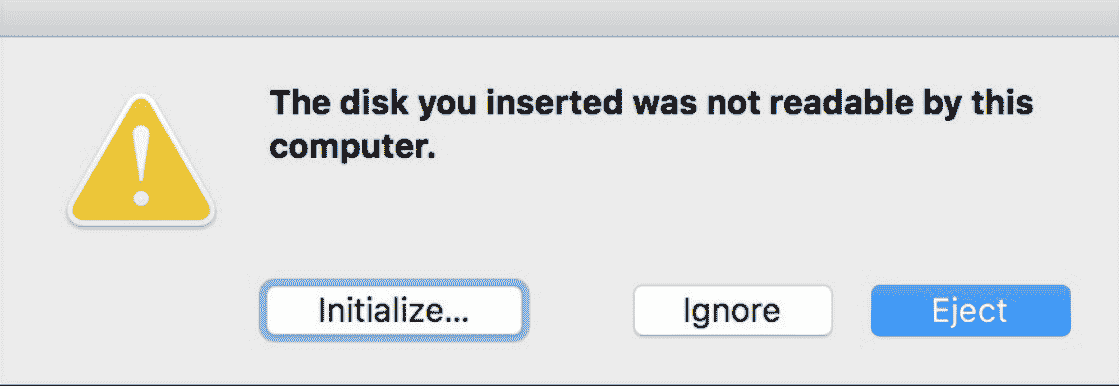 The disk you inserted was not readable by this
computer.
Initialize... Ignore Eject